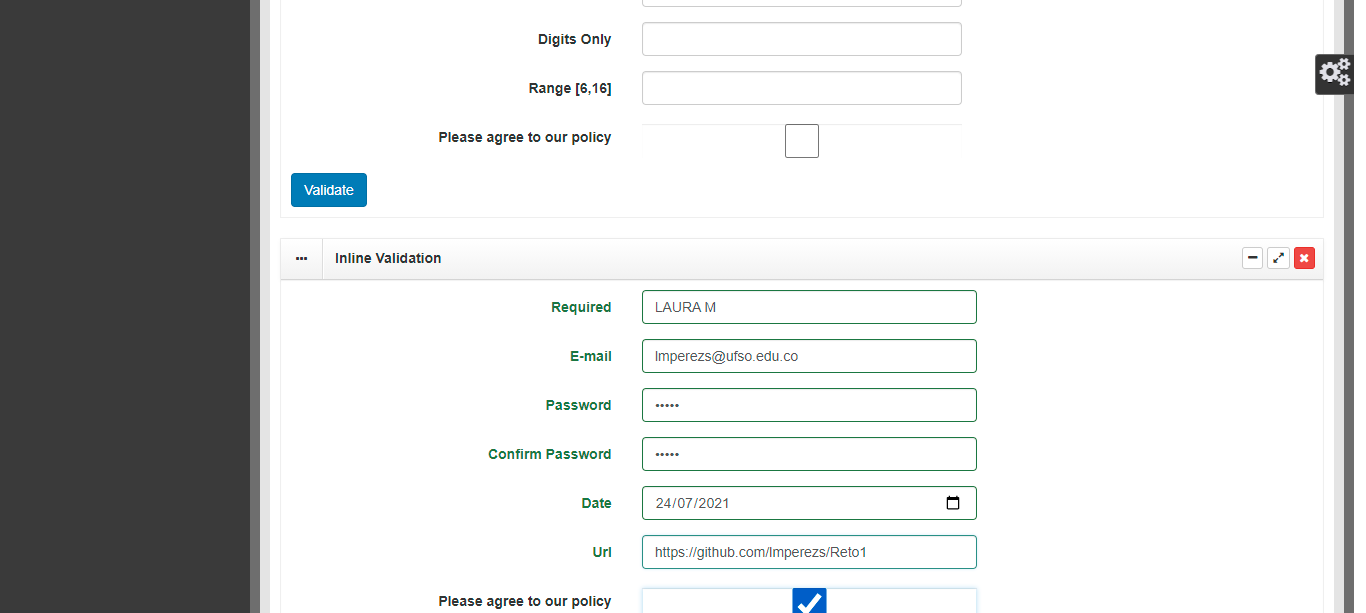 Digits Only
Range [6,16]
Please agree to our policy
Validate
Inline Validation
Required LAURA M
E-mail lmperezs@ufso.edu.co
Password •••••
Confirm Password •••••
Date 24/07/2021
Url https://github.com/lmperezs/Reto1
Please agree to our policy